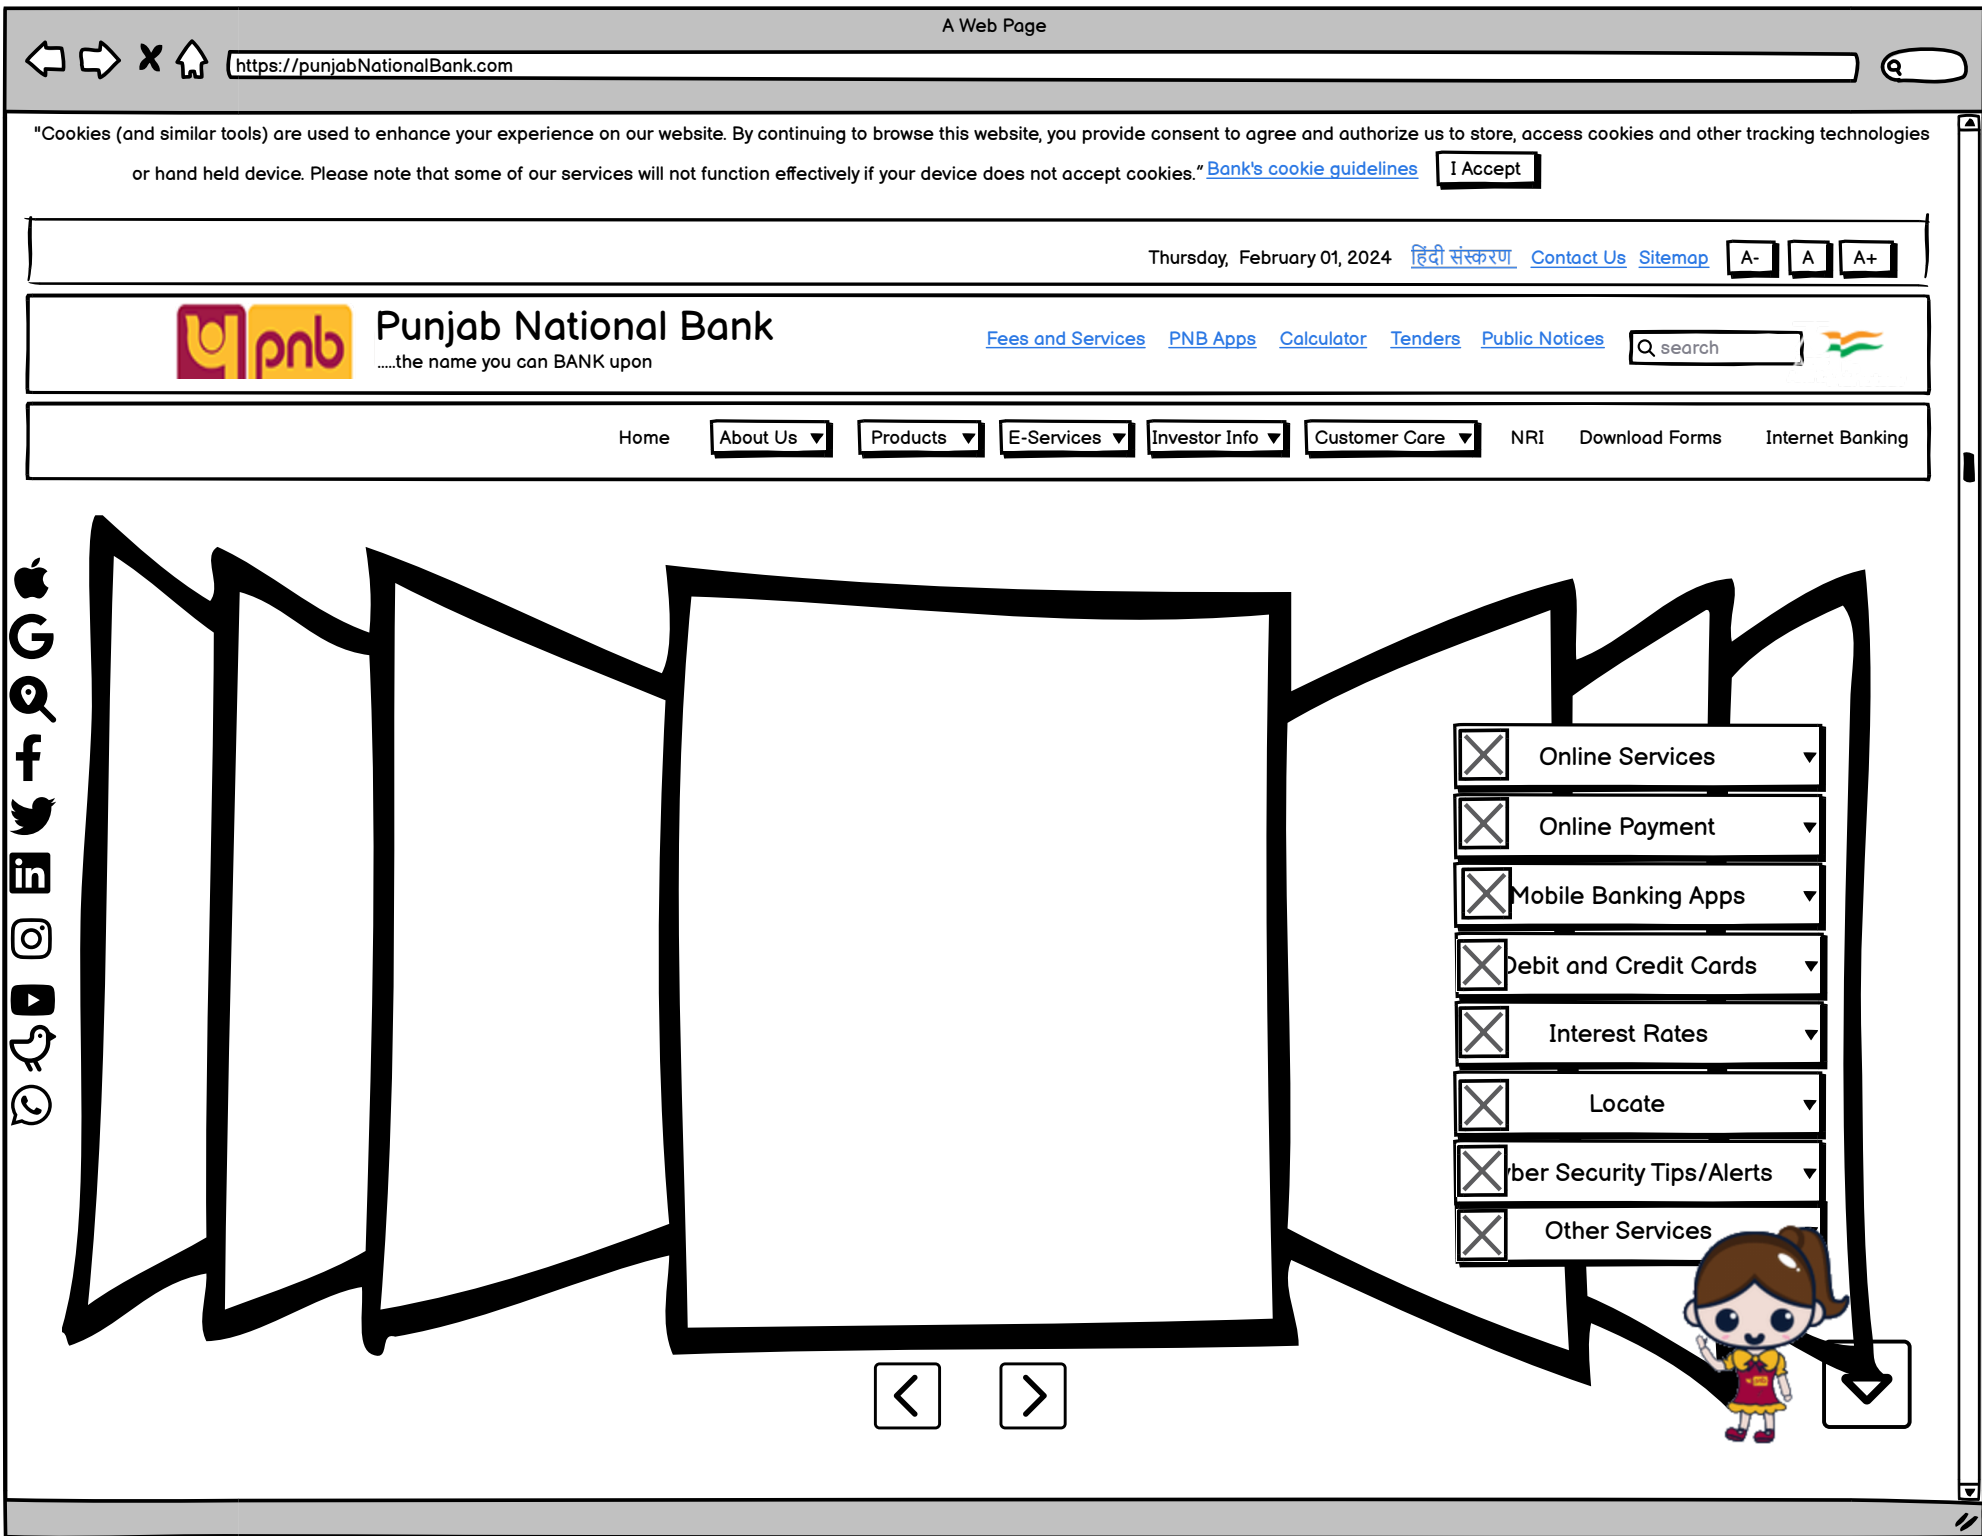 A Web Page
https://punjabNationalBank.com
"Cookies (and similar tools) are used to enhance your experience on our website. By continuing to browse this website, you provide consent to agree and authorize us to store, access cookies and other tracking technologies
or hand held device. Please note that some of our services will not function effectively if your device does not accept cookies." Bank's cookie guidelines I Accept
Thursday, February 01, 2024 हिंदी संस्करण Contact Us Sitemap A- A A+
pnb Punjab National Bank
.....the name you can BANK upon
Fees and Services PNB Apps Calculator Tenders Public Notices search
Home About Us Products E-Services Investor Info Customer Care NRI Download Forms Internet Banking
Online Services
Online Payment
Mobile Banking Apps
Debit and Credit Cards
Interest Rates
Locate
yber Security Tips/Alerts
Other Services